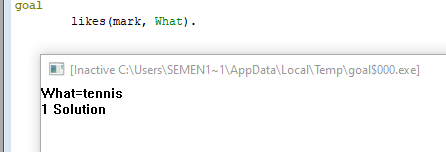 goal
likes(mark, What).
[Inactive C:\Users\SEMEN1~1\AppData\Local\Temp\goal$000.exe]
What=tennis
1 Solution